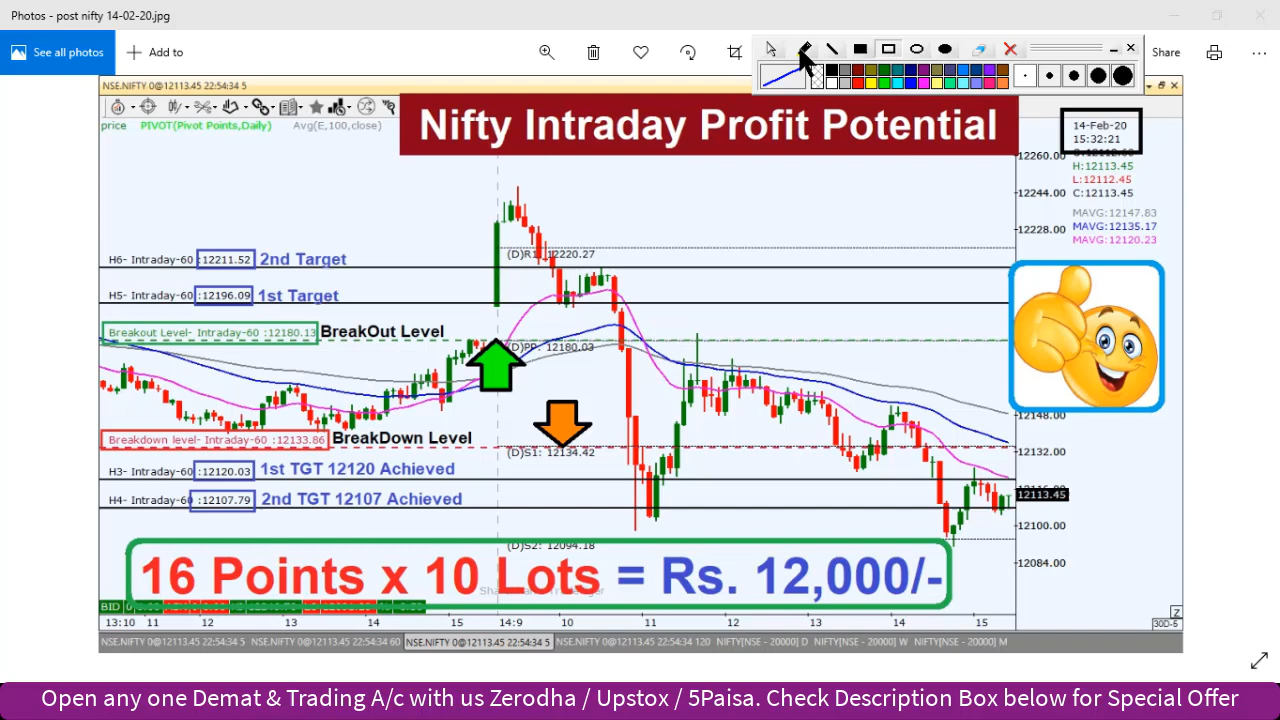 Photos - post nifty 14-02-20.jpg
See all photos
Add to
Share
NSE.NIFTY 0@12113.45 22:54:34 5
Nifty Intraday Profit Potential
price PIVOT(Pivot Points,Daily) Avg(E,100,close)
14-Feb-20
15:32:21
H:12113.45
L:12112.45
C:12113.45
MAVG:12147.83
MAVG:12135.17
MAVG:12120.23
12260.00
12244.00
12228.00
12148.00
12132.00
12113.45
12100.00
12084.00
(D)R1: 12220.27
H6- Intraday-60 :12211.52 2nd Target
H5- Intraday-60 :12196.09 1st Target
Breakout Level- Intraday-60 :12180.13 BreakOut Level
(D)PP: 12180.03
Breakdown level- Intraday-60 :12133.86 BreakDown Level
(D)S1: 12134.42
H3- Intraday-60 :12120.03 1st TGT 12120 Achieved
H4- Intraday-60 :12107.79 2nd TGT 12107 Achieved
(D)S2: 12094.18
16 Points x 10 Lots = Rs. 12,000/-
BID
13:10 11 12 13 14 15 14:9 10 11 12 13 14 15
Z
30D-5
NSE.NIFTY 0@12113.45 22:54:34 5 NSE.NIFTY 0@12113.45 22:54:34 60 NSE.NIFTY 0@12113.45 22:54:34 5 NSE.NIFTY 0@12113.45 22:54:34 120 NIFTY[NSE - 20000] D NIFTY[NSE - 20000] W NIFTY[NSE - 20000] M
Open any one Demat & Trading A/c with us Zerodha / Upstox / 5Paisa. Check Description Box below for Special Offer